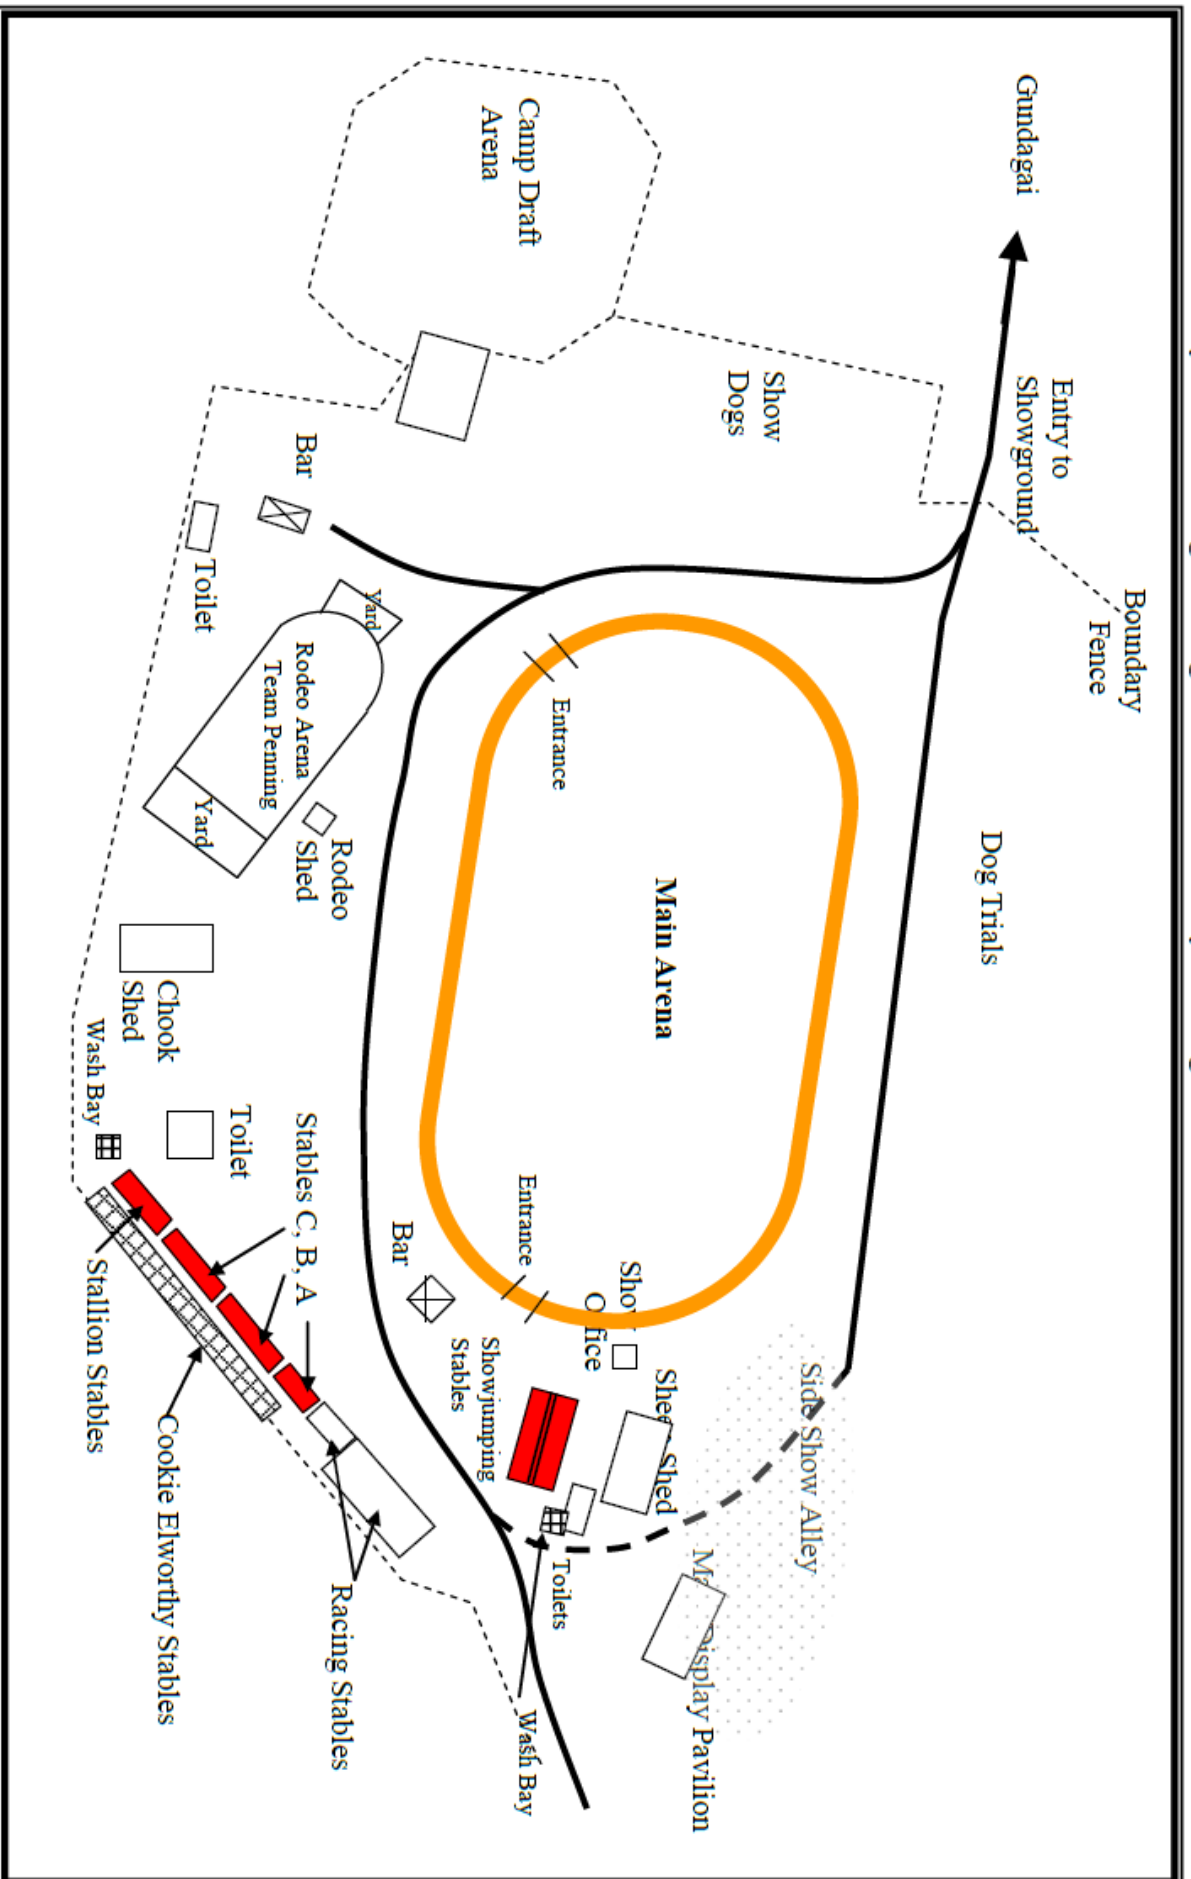 Gundagai
Entry to
Showground
Boundary
Fence
Camp Draft
Arena
Show
Dogs
Dog Trials
Bar
Toilet
Yard
Rodeo Arena
Team Penning
Yard
Rodeo
Shed
Entrance
Main Arena
Entrance
Chook
Shed
Wash Bay
Toilet
Stables C, B, A
Bar
Showjumping
Stables
Office
Shed
Side Show Alley
Stallion Stables
Cookie Elworthy Stables
Racing Stables
Toilets
Wash Bay
Display Pavilion